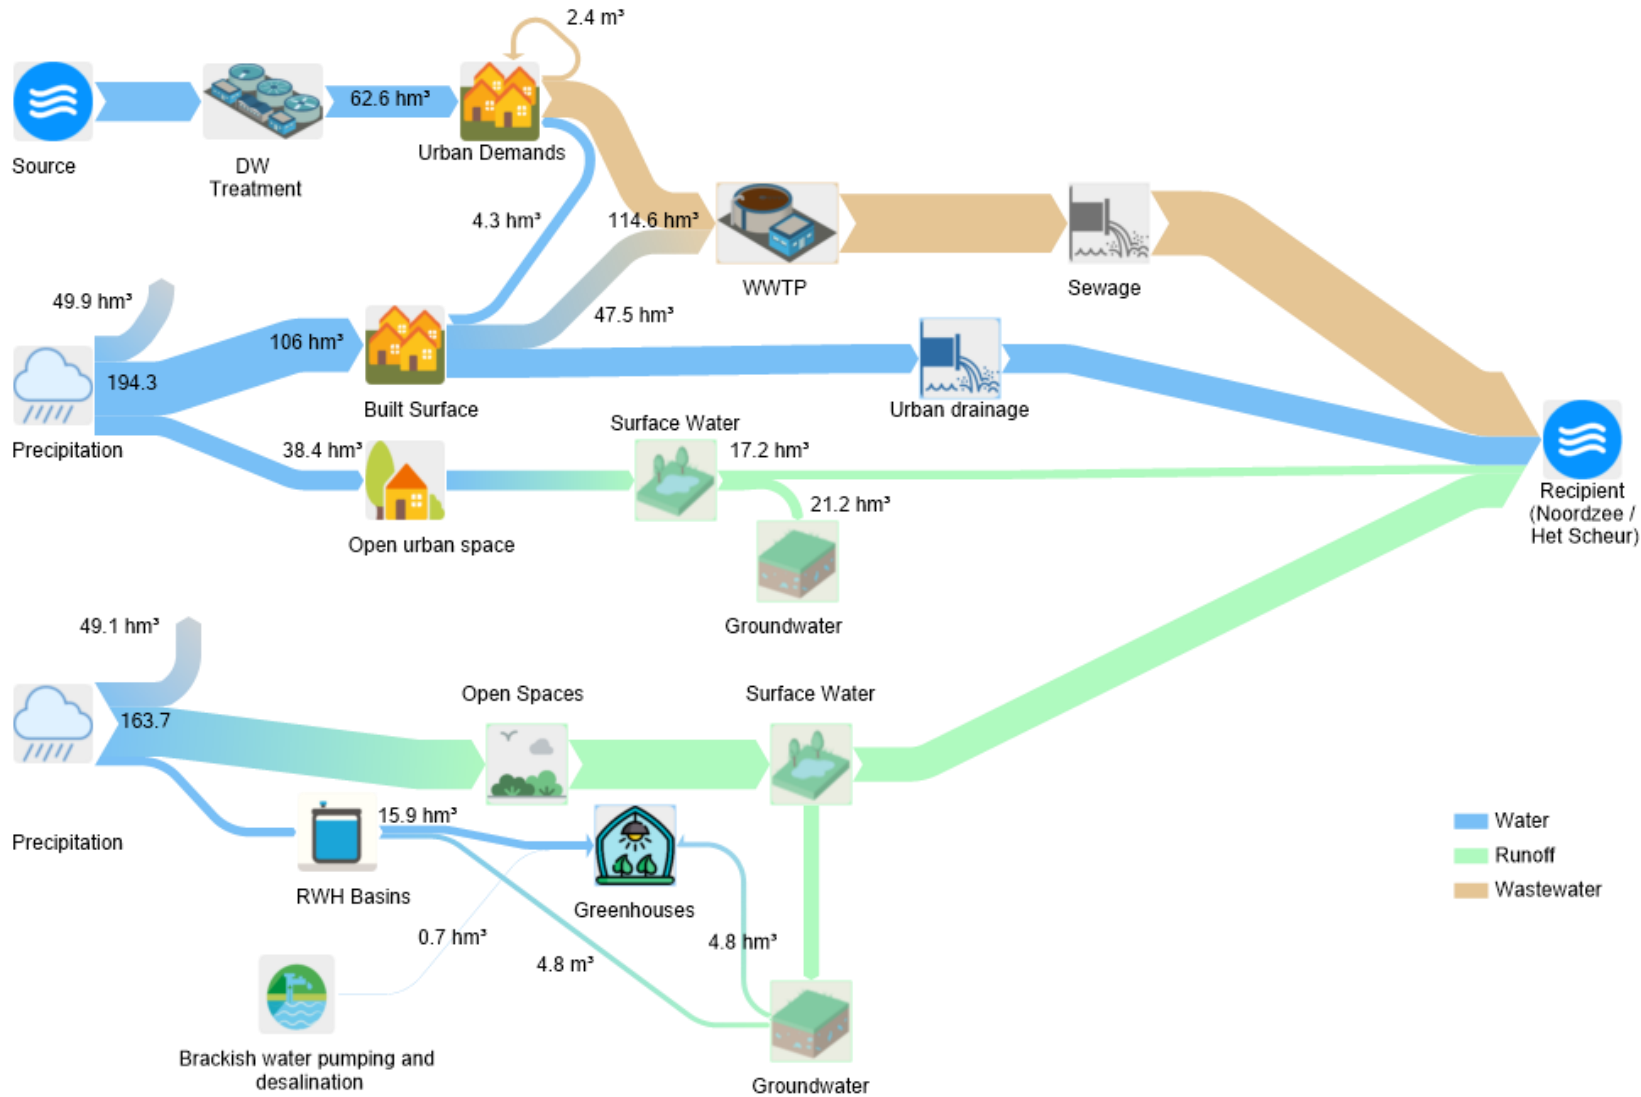 2.4 m³
62.6 hm³
Source
DW
Treatment
Urban Demands
4.3 hm³
114.6 hm³
WWTP
Sewage
49.9 hm³
47.5 hm³
106 hm³
194.3
Precipitation
Built Surface
Urban drainage
Surface Water
38.4 hm³
17.2 hm³
21.2 hm³
Open urban space
Groundwater
Recipient
(Noordzee /
Het Scheur)
49.1 hm³
163.7
Open Spaces
Surface Water
Precipitation
15.9 hm³
RWH Basins
Greenhouses
0.7 hm³
4.8 m³
4.8 hm³
Brackish water pumping and
desalination
Groundwater
Water
Runoff
Wastewater